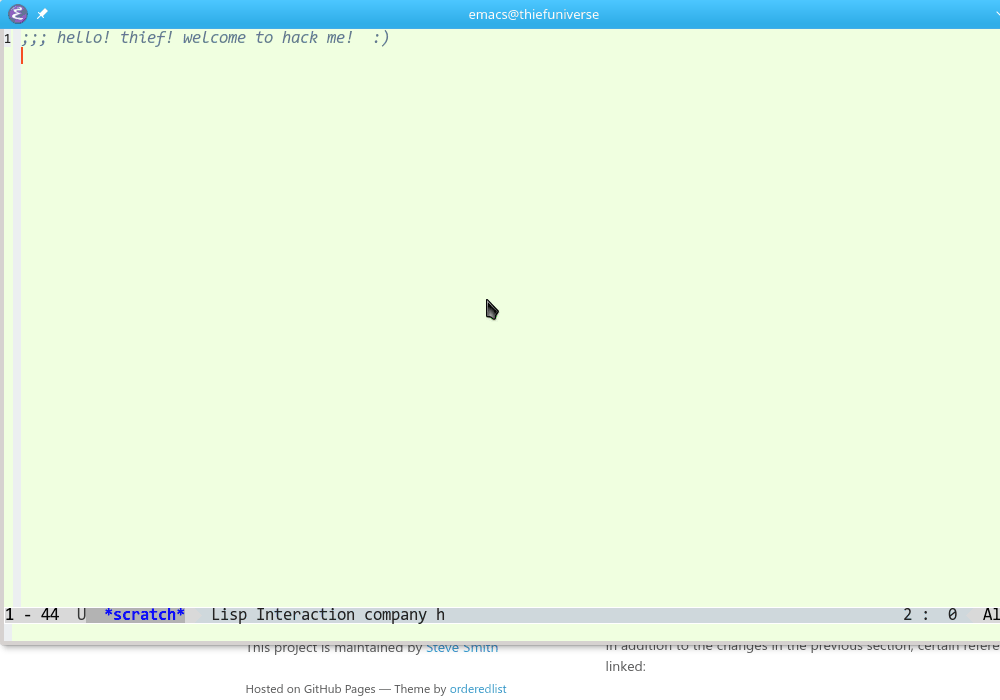 emacs@thiefuniverse
1 ;;; hello! thief! welcome to hack me!  :)
1 - 44  U  *scratch*   Lisp Interaction company h   2 :  0
This project is maintained by Steve Smith
In addition to the changes in the previous section, certain
linked:
Hosted on GitHub Pages — Theme by orderedlist